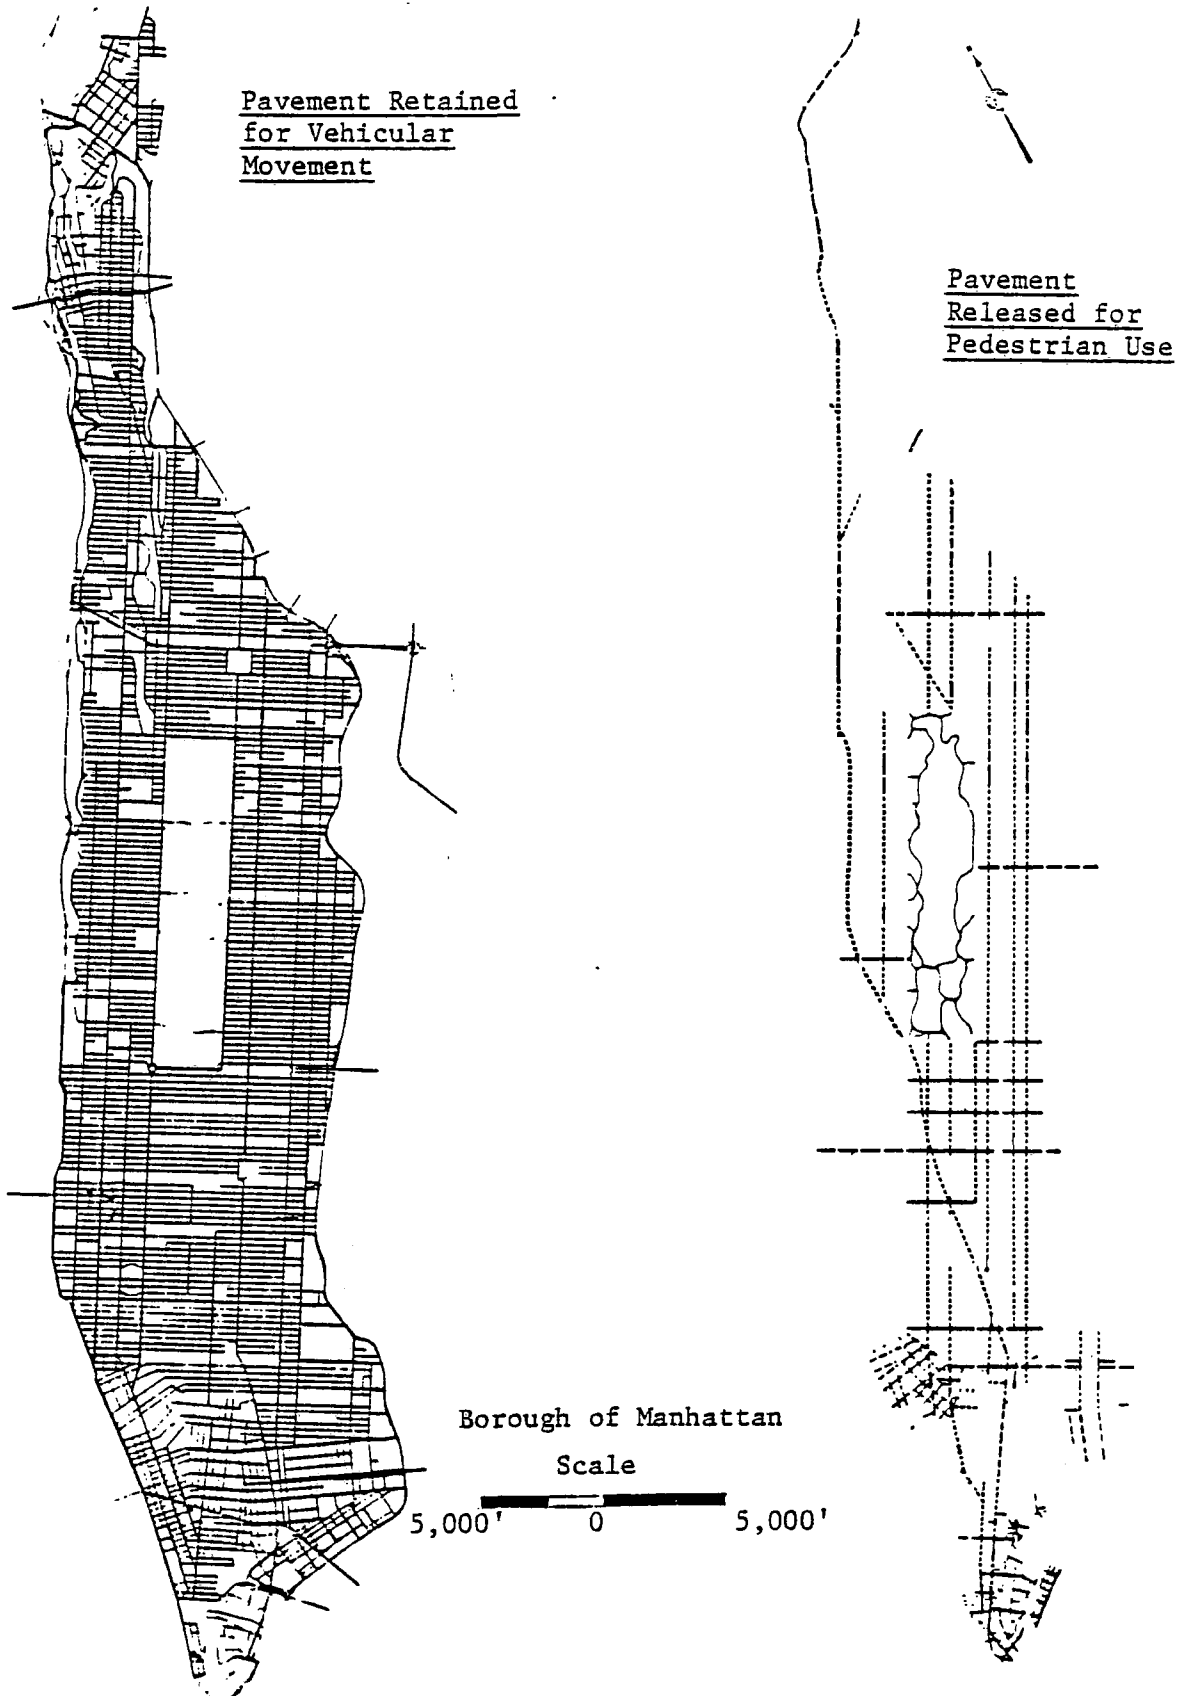 Pavement Retained
for Vehicular
Movement
Pavement
Released for
Pedestrian Use
Borough of Manhattan
Scale
5,000' 0 5,000'